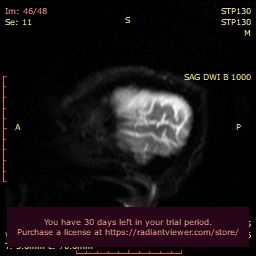 Im: 46/48
Se: 11
S
STP130
STP130
M
SAG DWI B 1000
A
P
You have 30 days left in your trial period.
Purchase a license at https://radiantviewer.com/store/